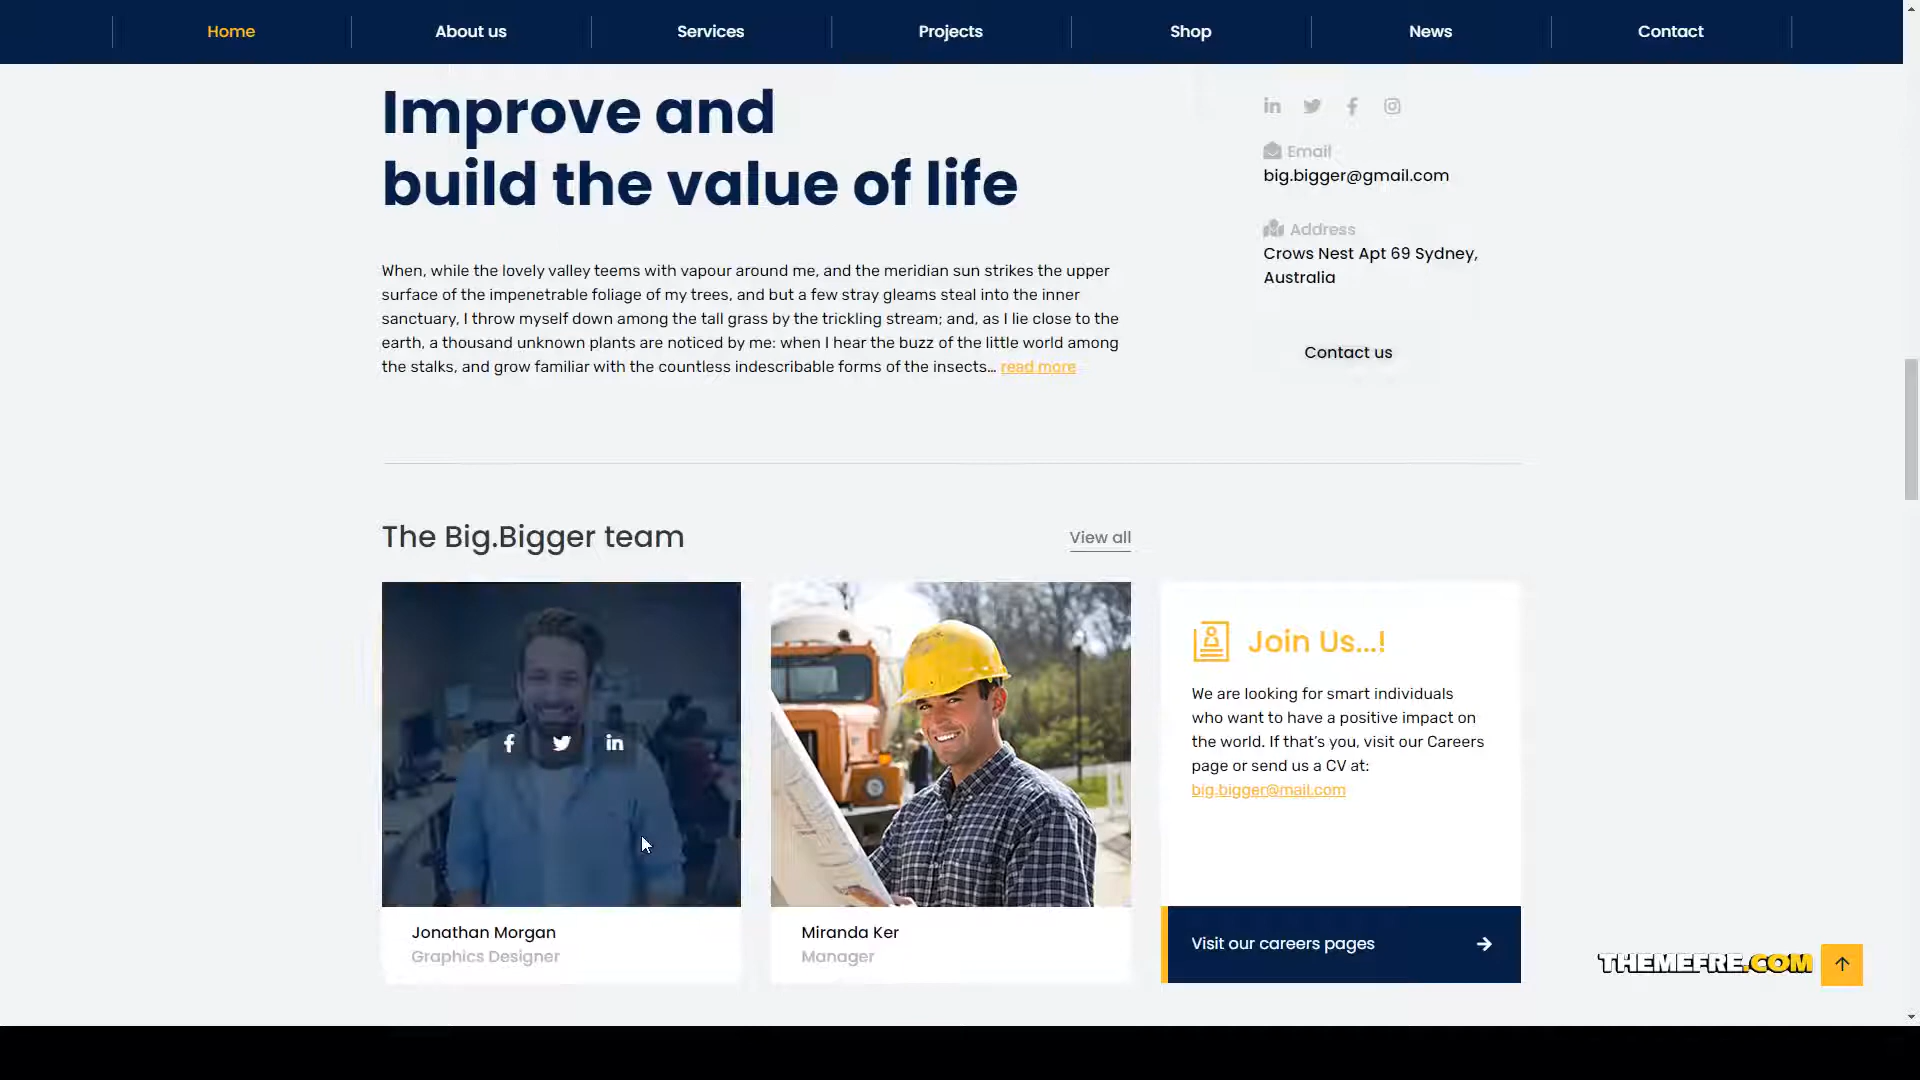 Home
About us
Services
Projects
Shop
News
Contact
Improve and
build the value of life
When, while the lovely valley teems with vapour around me, and the meridian sun strikes the upper
surface of the impenetrable foliage of my trees, and but a few stray gleams steal into the inner
sanctuary, I throw myself down among the tall grass by the trickling stream; and, as I lie close to the
earth, a thousand unknown plants are noticed by me: when I hear the buzz of the little world among
the stalks, and grow familiar with the countless indescribable forms of the insects... read more
Email
big.bigger@gmail.com
Address
Crows Nest Apt 69 Sydney,
Australia
Contact us
The Big.Bigger team
View all
Jonathan Morgan
Graphics Designer
Miranda Ker
Manager
Join Us...!
We are looking for smart individuals
who want to have a positive impact on
the world. If that's you, visit our Careers
page or send us a CV at:
big.bigger@mail.com
Visit our careers pages
THEMEFRE.COM